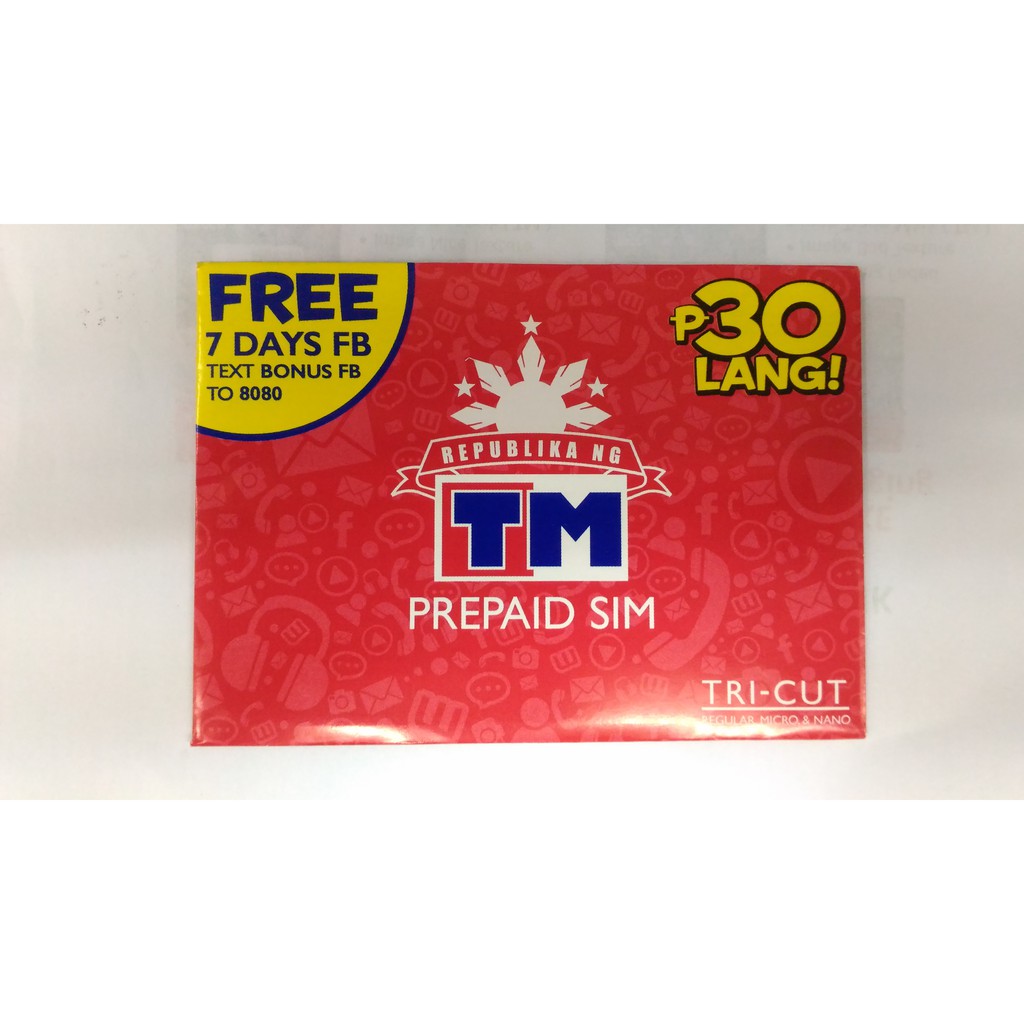 FREE
7 DAYS FB
TEXT BONUS FB
TO 8080
₱30
LANG!
REPUBLIKA NG
TM
PREPAID SIM
TRI-CUT
REGULAR, MICRO & NANO